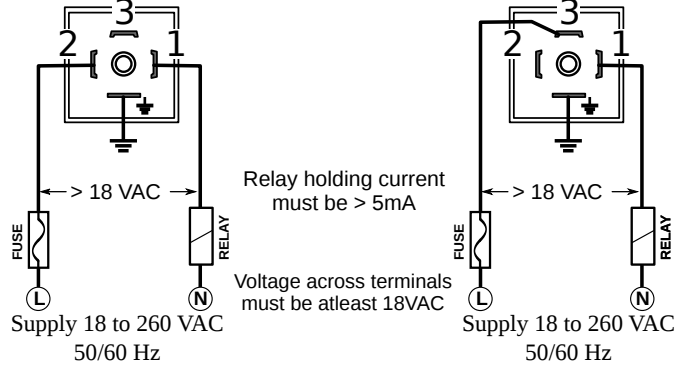 3
2
1
> 18 VAC
FUSE
RELAY
L
N
Supply 18 to 260 VAC
50/60 Hz
Relay holding current
must be > 5mA
Voltage across terminals
must be atleast 18VAC
3
2
1
> 18 VAC
FUSE
RELAY
L
N
Supply 18 to 260 VAC
50/60 Hz